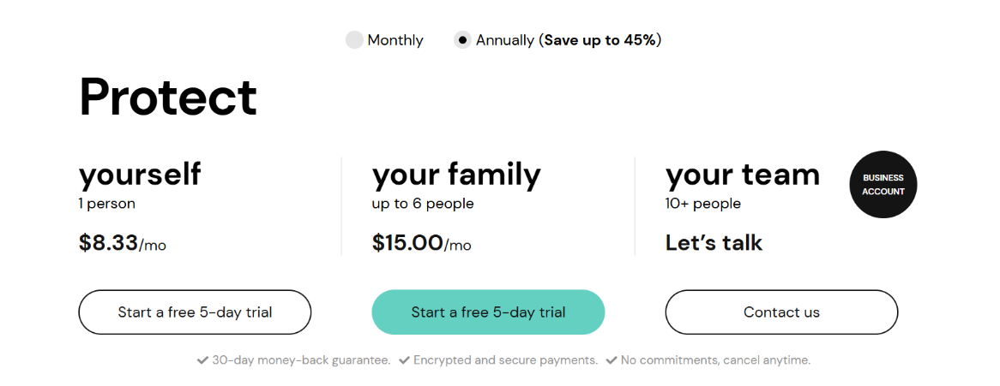 Monthly
Annually (Save up to 45%)
Protect
yourself
1 person
$8.33/mo
Start a free 5-day trial
your family
up to 6 people
$15.00/mo
Start a free 5-day trial
your team
10+ people
Let’s talk
BUSINESS
ACCOUNT
Contact us
30-day money-back guarantee. Encrypted and secure payments. No commitments, cancel anytime.